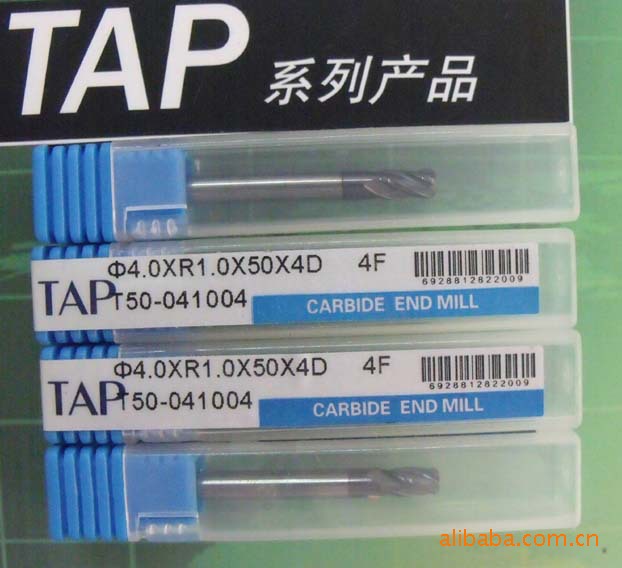 TAP 系列产品
Φ4.0XR1.0X50X4D 4F
6928812822009
TAP T50-041004
CARBIDE END MILL
Φ4.0XR1.0X50X4D 4F
6928812822009
TAP T50-041004
CARBIDE END MILL
alibaba.com.cn